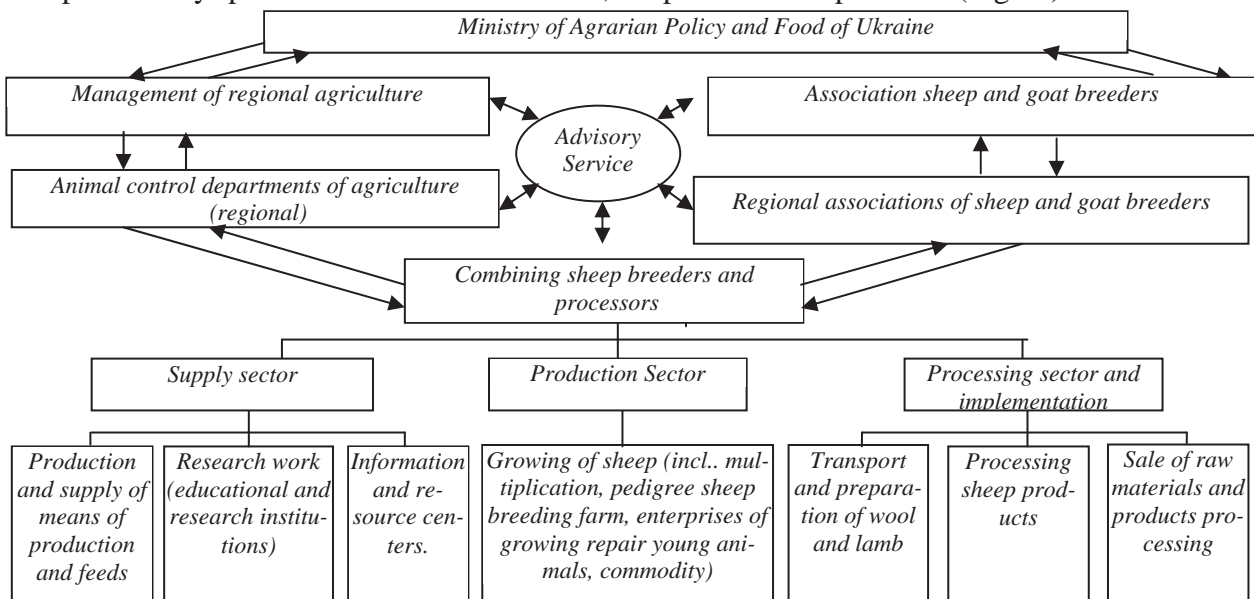 Ministry of Agrarian Policy and Food of Ukraine
Management of regional agriculture
Association sheep and goat breeders
Advisory
Service
Animal control departments of agriculture
(regional)
Regional associations of sheep and goat breeders
Combining sheep breeders and
processors
Supply sector
Production Sector
Processing sector and
implementation
Production
and supply of
means of
production
and feeds
Research work
(educational and
research institu-
tions)
Information
and re-
source cen-
ters.
Growing of sheep (incl.. mul-
tiplication, pedigree sheep
breeding farm, enterprises of
growing repair young ani-
mals, commodity)
Transport
and prepara-
tion of wool
and lamb
Processing
sheep prod-
ucts
Sale of raw
materials and
products pro-
cessing